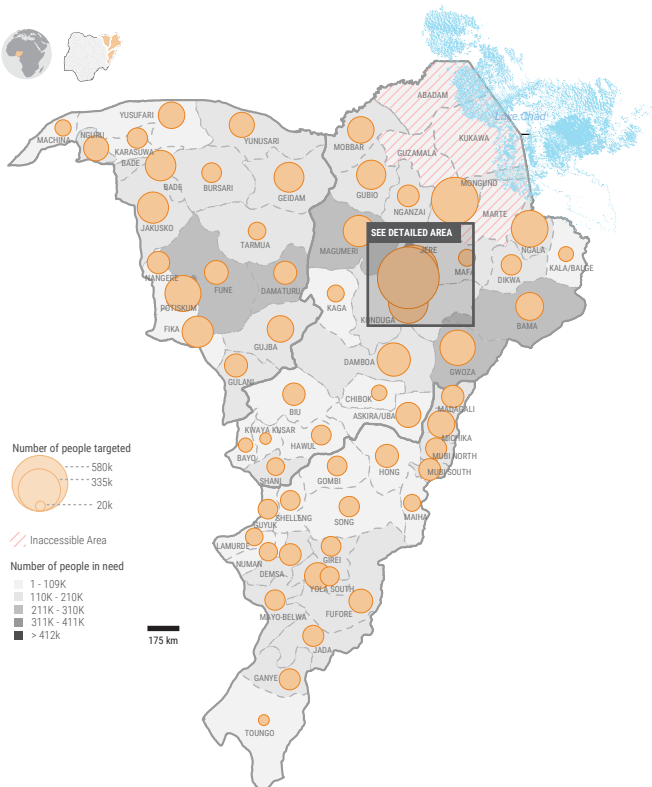 ABADAM
Lake Chad
YUSUFARI
KUKAWA
MACHINA
NGURU
YUNUSARI
MOBBAR
KARASUWA
GUZAMALA
BADE
BADE
BURSARI
GEIDAM
GUBIO
MONGUNO
NGANZAI
MARTE
JAKUSKO
SEE DETAILED AREA
TARMUA
MAGUMERI
JERE
NGALA
MAFA
KALA/BALGE
NANGERE
DIKWA
FUNE
DAMATURU
POTISKUM
KAGA
KONDUGA
BAMA
FIKA
GUJBA
DAMBOA
GWOZA
GULANI
CHIBOK
BIU
MADAGALI
ASKIRA/UBA
KWAYA KUSAR
HAWUL
MICHIKA
BAYO
MUBI NORTH
HONG
MUBI SOUTH
SHANI
GOMBI
SHELLENG
GUYUK
SONG
MAIHA
LAMURDE
GIREI
NUMAN
DEMSA
YOLA SOUTH
MAYO-BELWA
FUFORE
JADA
GANYE
TOUNGO
Number of people targeted
580k
335k
20k
Inaccessible Area
Number of people in need
1 - 109K
110K - 210K
211K - 310K
311K - 411K
> 412k
175 km